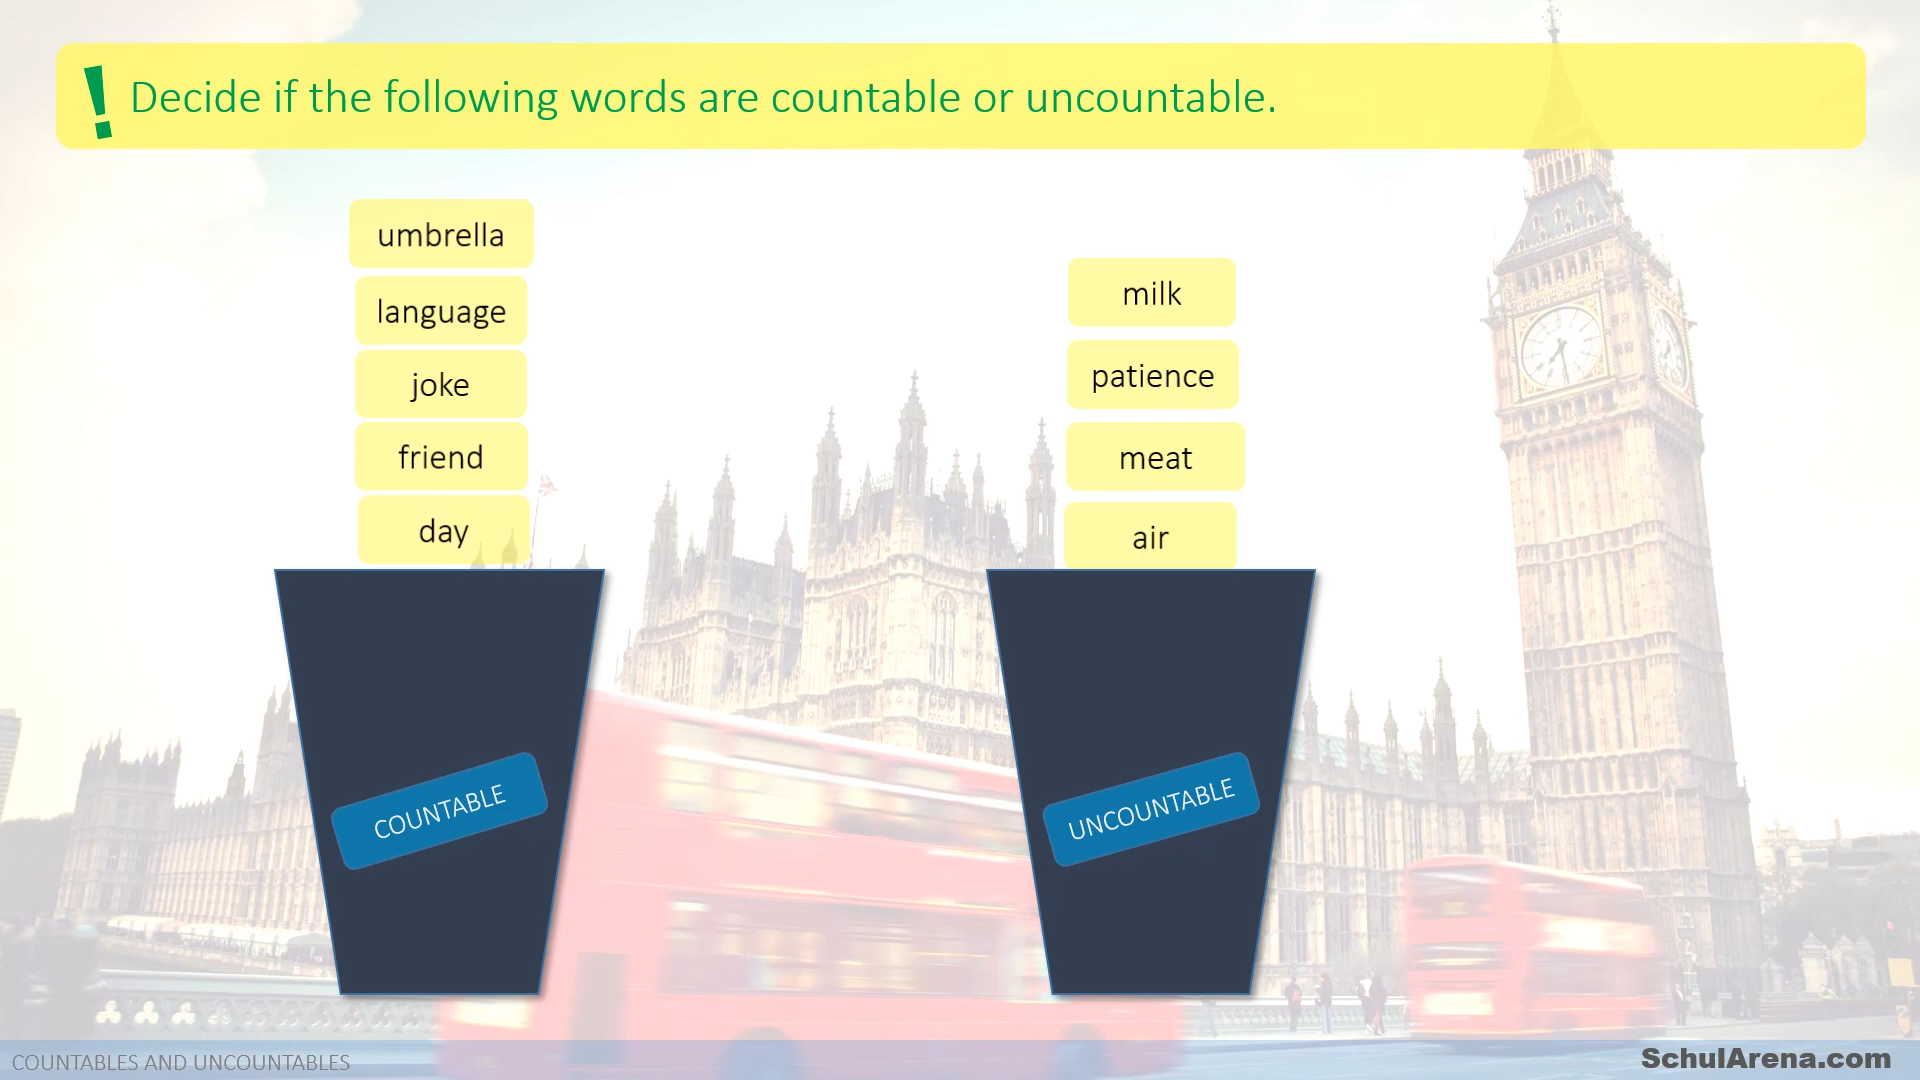 ! Decide if the following words are countable or uncountable.
umbrella
language
joke
friend
day
COUNTABLE
milk
patience
meat
air
UNCOUNTABLE
COUNTABLES AND UNCOUNTABLES
SchulArena.com